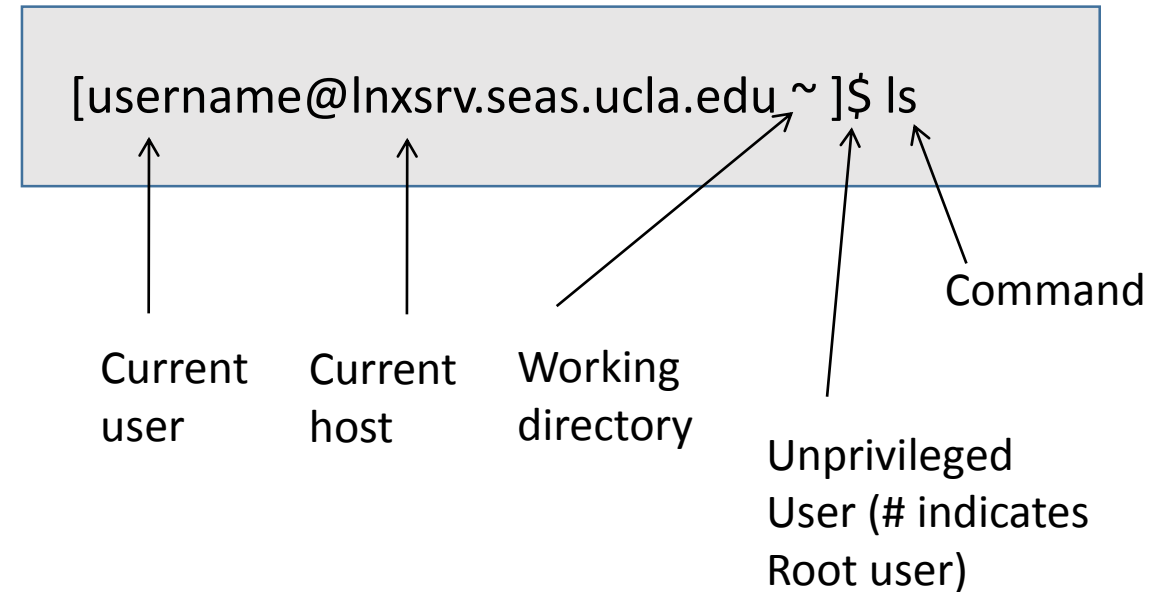 [username@lnxsrv.seas.ucla.edu ~ ]$ ls
Command
Current
user
Current
host
Working
directory
Unprivileged
User (# indicates
Root user)